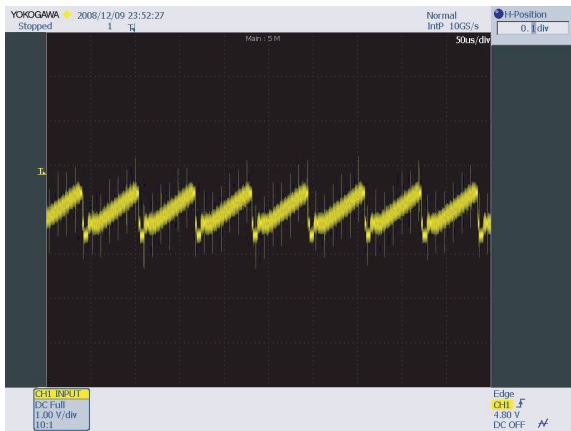 YOKOGAWA 2008/12/09 23:52:27
Stopped 1
Normal
IntP 10GS/s
H-Position
0.1div
Main : 5 M
50us/div
CH1 INPUT
DC Full
1.00 V/div
10:1
Edge
CH1
4.80 V
DC OFF